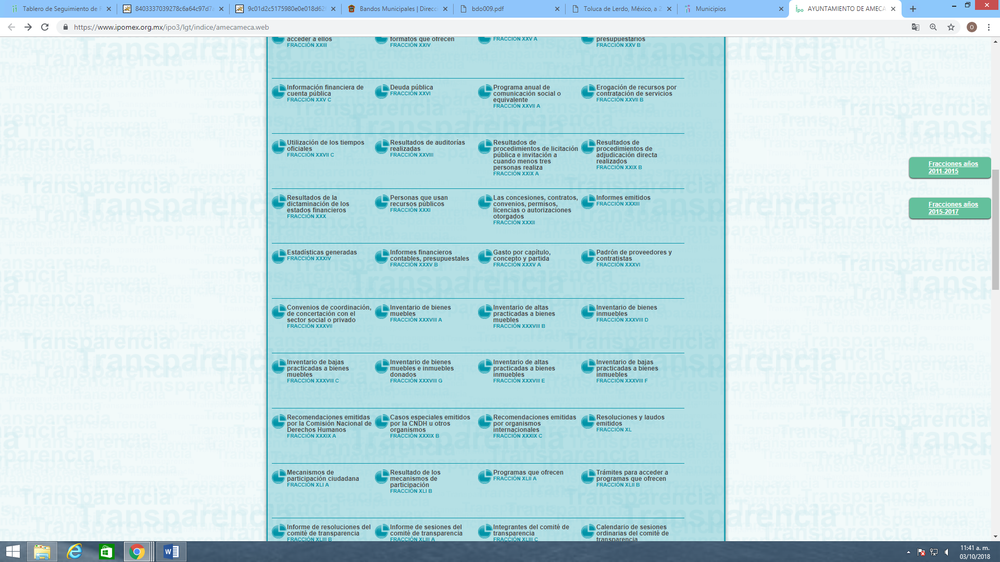 Tablero de Seguimiento de
8403337039278c6a64c97d7
9c01d2c5175980e0e018d62
Bandos Municipales | Direcc
bdo009.pdf
Toluca de Lerdo, México, a 2
Municipios
AYUNTAMIENTO DE AMECA
https://www.ipomex.org.mx/ipo3/lgt/indice/amecameca.web
O
acceder a ellos
FRACCIÓN XXIII
formatos que ofrecen
FRACCIÓN XXIV
FRACCIÓN XXV A
presupuestarios
FRACCIÓN XXV B
Información financiera de
cuenta pública
FRACCIÓN XXV C
Deuda pública
FRACCIÓN XXVI
Programa anual de
comunicación social o
equivalente
FRACCIÓN XXVII A
Erogación de recursos por
contratación de servicios
FRACCIÓN XXVII B
Utilización de los tiempos
oficiales
FRACCIÓN XXVII C
Resultados de auditorías
realizadas
FRACCIÓN XXVIII
Resultados de
procedimientos de licitación
pública e invitación a
cuando menos tres
personas realiza
FRACCIÓN XXIX A
Resultados de
procedimientos de
adjudicación directa
realizados
FRACCIÓN XXIX B
Resultados de la
dictaminación de los
estados financieros
FRACCIÓN XXX
Personas que usan
recursos públicos
FRACCIÓN XXXI
Las concesiones, contratos,
convenios, permisos,
licencias o autorizaciones
otorgados
FRACCIÓN XXXII
Informes emitidos
FRACCIÓN XXXIII
Estadísticas generadas
FRACCIÓN XXXIV
Informes financieros
contables, presupuestales
FRACCIÓN XXXV B
Gasto por capítulo,
concepto y partida
FRACCIÓN XXXV A
Padrón de proveedores y
contratistas
FRACCIÓN XXXVI
Convenios de coordinación,
de concertación con el
sector social o privado
FRACCIÓN XXXVII
Inventario de bienes
muebles
FRACCIÓN XXXVIII A
Inventario de altas
practicadas a bienes
muebles
FRACCIÓN XXXVIII B
Inventario de bienes
inmuebles
FRACCIÓN XXXVIII D
Inventario de bajas
practicadas a bienes
muebles
FRACCIÓN XXXVIII C
Inventario de bienes
muebles e inmuebles
donados
FRACCIÓN XXXVIII G
Inventario de altas
practicadas a bienes
inmuebles
FRACCIÓN XXXVIII E
Inventario de bajas
practicadas a bienes
inmuebles
FRACCIÓN XXXVIII F
Recomendaciones emitidas
por la Comisión Nacional de
Derechos Humanos
FRACCIÓN XXXIX A
Casos especiales emitidos
por la CNDH u otros
organismos
FRACCIÓN XXXIX B
Recomendaciones emitidas
por organismos
internacionales
FRACCIÓN XXXIX C
Resoluciones y laudos
emitidos
FRACCIÓN XL
Mecanismos de
participación ciudadana
FRACCIÓN XLI A
Resultado de los
mecanismos de
participación
FRACCIÓN XLI B
Programas que ofrecen
FRACCIÓN XLII A
Trámites para acceder a
programas que ofrecen
FRACCIÓN XLII B
Informe de resoluciones del
comité de transparencia
FRACCIÓN XLIII B
Informe de sesiones del
comité de transparencia
FRACCIÓN XLIII A
Integrantes del comité de
transparencia
FRACCIÓN XLIII C
Calendario de sesiones
ordinarias del comité de
transparencia
Fracciones años
2011-2015
Fracciones años
2015-2017
11:41 a. m.
03/10/2018